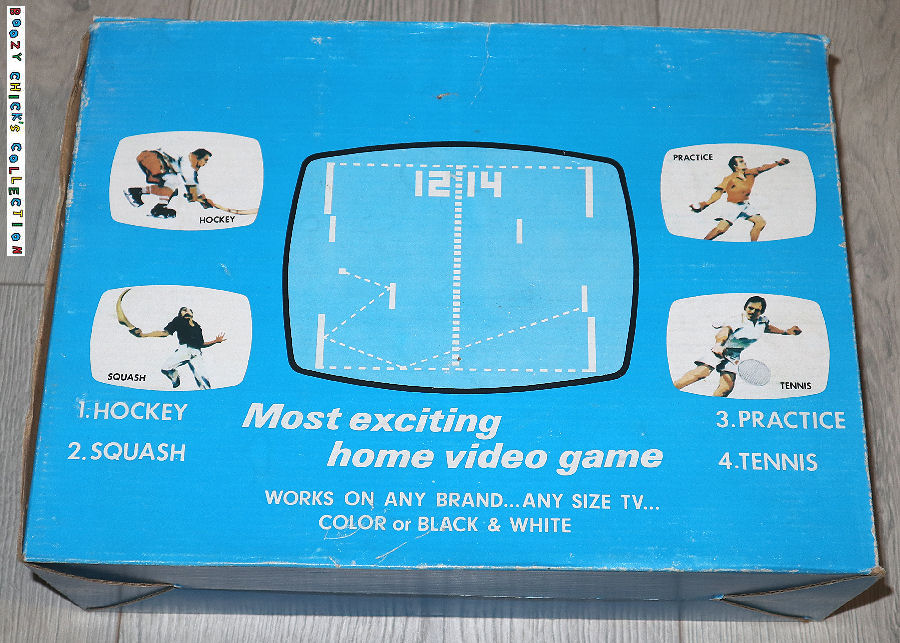 BOOZY CHICK'S COLLECTION
HOCKEY
PRACTICE
12 14
SQUASH
TENNIS
1.HOCKEY
2.SQUASH
Most exciting
home video game
3.PRACTICE
4.TENNIS
WORKS ON ANY BRAND...ANY SIZE TV...
COLOR or BLACK & WHITE